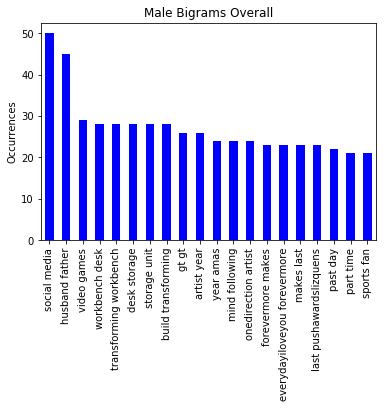 Male Bigrams Overall
Occurrences
50
40
30
20
10
0
social media
husband father
video games
workbench desk
transforming workbench
desk storage
storage unit
build transforming
gt gt
artist year
year amas
mind following
onedirection artist
forevermore makes
everydayiloveyou forevermore
makes last
last pushawardslizquens
past day
part time
sports fan